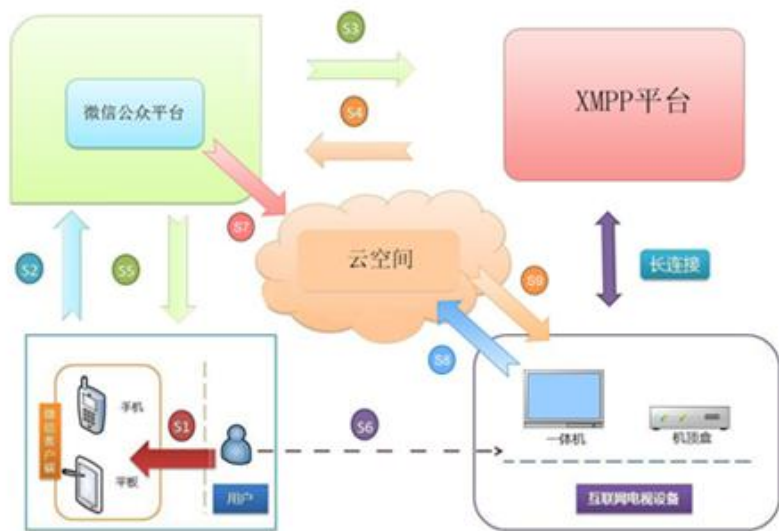 S3
微信公众平台
XMPP平台
S4
S7
云空间
S2
S5
S9
长连接
S8
微信客户端
手机
S1
S6
一体机
机顶盒
平板
用户
互联网电视设备